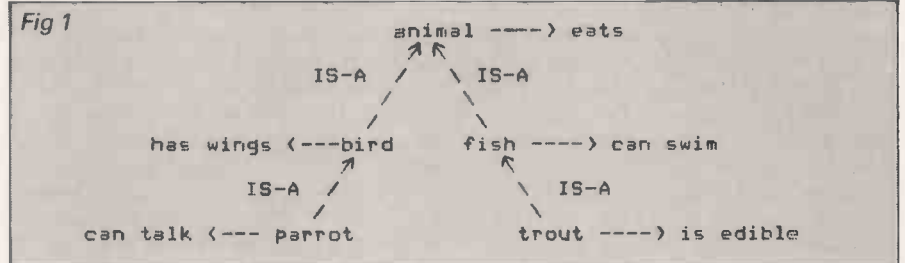 Fig 1
animal ----> eats
IS-A IS-A
has wings <---bird fish ----> can swim
IS-A IS-A
can talk <--- parrot trout ----> is edible